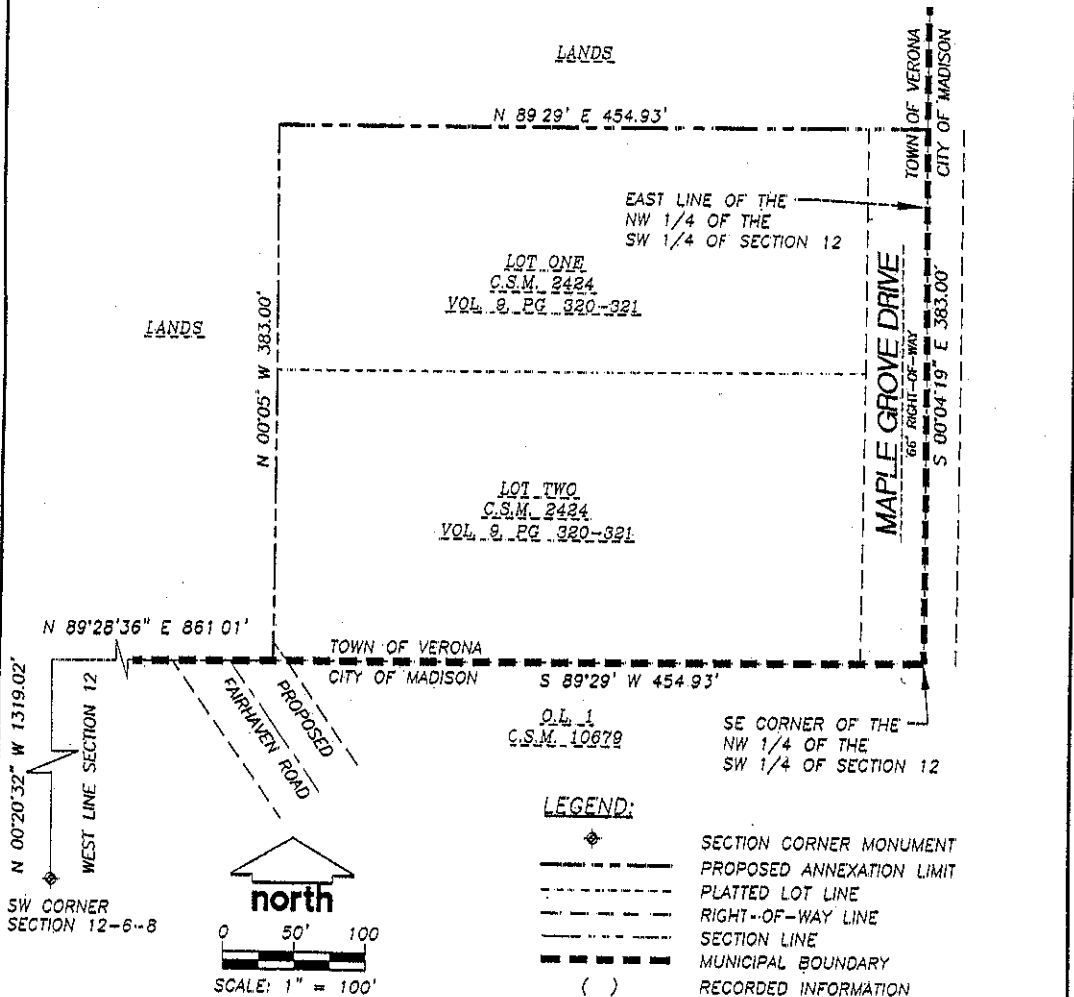 LANDS
N 89 29' E 454.93'
TOWN OF VERONA
CITY OF MADISON
EAST LINE OF THE
NW 1/4 OF THE
SW 1/4 OF SECTION 12
LOT ONE
C.S.M. 2424
VOL. 9, PG 320-321
LANDS
N 00°05' W 383.00'
MAPLE GROVE DRIVE
66' RIGHT-OF-WAY
S 00°04'19" E 383.00'
LOT TWO
C.S.M. 2424
VOL. 9, PG 320-321
N 89°28'36" E 861 01'
TOWN OF VERONA
CITY OF MADISON
S 89°29' W 454 93'
N 00°20'32" W 1319.02'
WEST LINE SECTION 12
PROPOSED
FAIRHAVEN ROAD
O.L. 1
C.S.M. 10679
SE CORNER OF THE
NW 1/4 OF THE
SW 1/4 OF SECTION 12
SW CORNER
SECTION 12-6-8
north
0 50' 100
SCALE: 1" = 100'
LEGEND:
SECTION CORNER MONUMENT
PROPOSED ANNEXATION LIMIT
PLATTED LOT LINE
RIGHT-OF-WAY LINE
SECTION LINE
MUNICIPAL BOUNDARY
( ) RECORDED INFORMATION